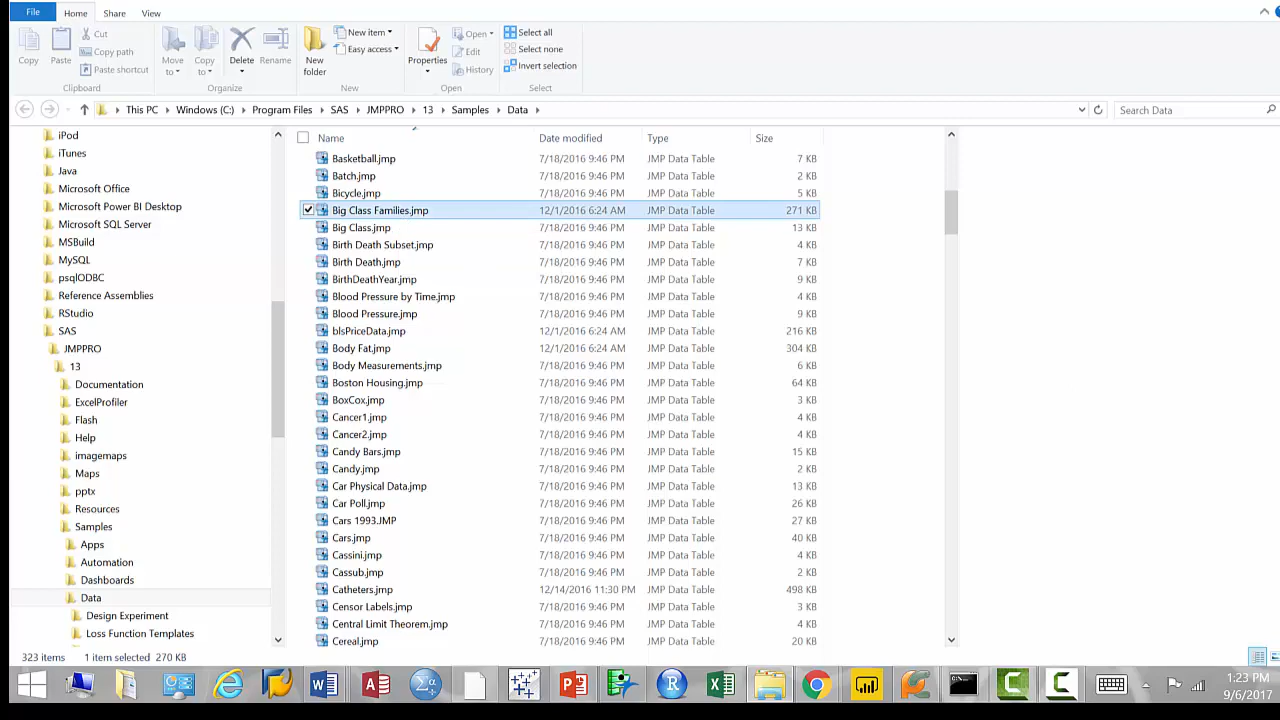 File Home Share View
Cut
Copy path
Paste shortcut
Copy Paste
Clipboard
Move to Copy to Delete Rename
Organize
New folder
New item
Easy access
New
Properties
Open
Edit
History
Open
Select all
Select none
Invert selection
Select
This PC Windows (C:) Program Files SAS JMPPRO 13 Samples Data
Search Data
iPod
iTunes
Java
Microsoft Office
Microsoft Power BI Desktop
Microsoft SQL Server
MSBuild
MySQL
psqlODBC
Reference Assemblies
RStudio
SAS
JMPPRO
13
Documentation
ExcelProfiler
Flash
Help
imagemaps
Maps
pptx
Resources
Samples
Apps
Automation
Dashboards
Data
Design Experiment
Loss Function Templates
Name Date modified Type Size
Basketball.jmp 7/18/2016 9:46 PM JMP Data Table 7 KB
Batch.jmp 7/18/2016 9:46 PM JMP Data Table 2 KB
Bicycle.jmp 7/18/2016 9:46 PM JMP Data Table 5 KB
Big Class Families.jmp 12/1/2016 6:24 AM JMP Data Table 271 KB
Big Class.jmp 7/18/2016 9:46 PM JMP Data Table 13 KB
Birth Death Subset.jmp 7/18/2016 9:46 PM JMP Data Table 4 KB
Birth Death.jmp 7/18/2016 9:46 PM JMP Data Table 7 KB
BirthDeathYear.jmp 7/18/2016 9:46 PM JMP Data Table 9 KB
Blood Pressure by Time.jmp 7/18/2016 9:46 PM JMP Data Table 4 KB
Blood Pressure.jmp 7/18/2016 9:46 PM JMP Data Table 9 KB
blsPriceData.jmp 12/1/2016 6:24 AM JMP Data Table 216 KB
Body Fat.jmp 12/1/2016 6:24 AM JMP Data Table 304 KB
Body Measurements.jmp 7/18/2016 9:46 PM JMP Data Table 6 KB
Boston Housing.jmp 7/18/2016 9:46 PM JMP Data Table 64 KB
BoxCox.jmp 7/18/2016 9:46 PM JMP Data Table 3 KB
Cancer1.jmp 7/18/2016 9:46 PM JMP Data Table 4 KB
Cancer2.jmp 7/18/2016 9:46 PM JMP Data Table 4 KB
Candy Bars.jmp 7/18/2016 9:46 PM JMP Data Table 15 KB
Candy.jmp 7/18/2016 9:46 PM JMP Data Table 2 KB
Car Physical Data.jmp 7/18/2016 9:46 PM JMP Data Table 13 KB
Car Poll.jmp 7/18/2016 9:46 PM JMP Data Table 26 KB
Cars 1993.JMP 7/18/2016 9:46 PM JMP Data Table 27 KB
Cars.jmp 7/18/2016 9:46 PM JMP Data Table 40 KB
Cassini.jmp 7/18/2016 9:46 PM JMP Data Table 4 KB
Cassub.jmp 7/18/2016 9:46 PM JMP Data Table 2 KB
Catheters.jmp 12/14/2016 11:30 PM JMP Data Table 498 KB
Censor Labels.jmp 7/18/2016 9:46 PM JMP Data Table 3 KB
Central Limit Theorem.jmp 7/18/2016 9:46 PM JMP Data Table 4 KB
Cereal.jmp 7/18/2016 9:46 PM JMP Data Table 20 KB
323 items 1 item selected 270 KB
1:23 PM
9/6/2017